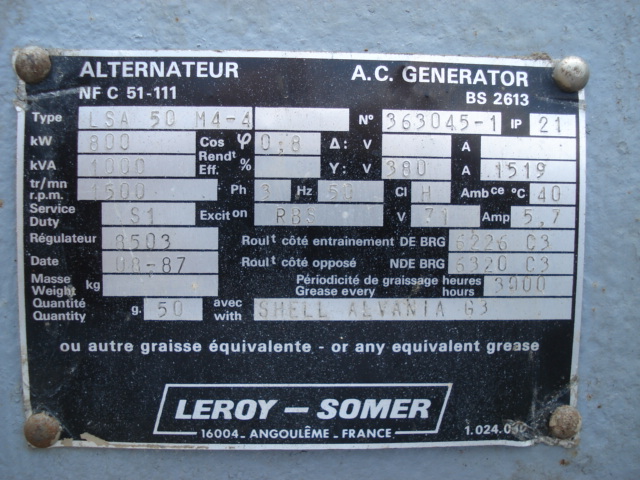 ALTERNATEUR A.C. GENERATOR
NF C 51-111 BS 2613
Type LSA 50 M4-4 N° 363045-1 IP 21
kW 800 Cos φ 0,8 Δ: V A
kVA 1000 Rendt Eff. % Y: V 380 A 1519
tr/mn r.p.m. 1500 Ph 3 Hz 50 Cl H Ambce °C 40
Service Duty S1 Exciton RBS V 71 Amp 5,7
Régulateur 8503 Roult côté entrainement DE BRG 6226 C3
Date 08-87 Roult côté opposé NDE BRG 6320 C3
Masse Weight kg Périodicité de graissage heures
Grease every hours 3000
Quantité Quantity g. 50 avec with SHELL ALVANIA G3
ou autre graisse équivalente - or any equivalent grease
LEROY - SOMER
16004 - ANGOULÊME - FRANCE